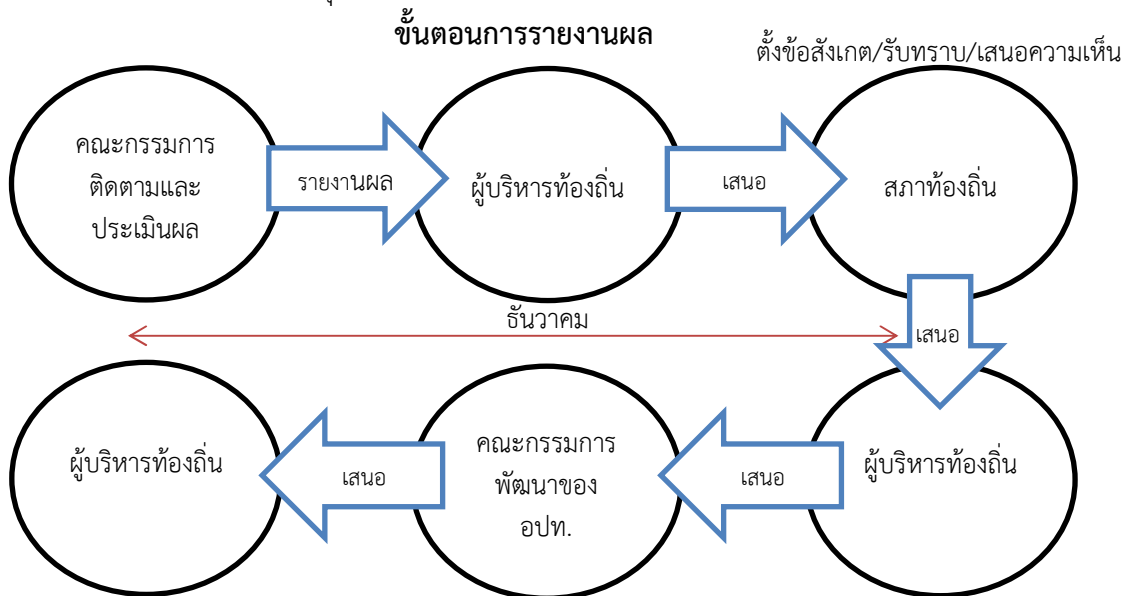 ขั้นตอนการรายงานผล
ตั้งข้อสังเกต/รับทราบ/เสนอความเห็น
คณะกรรมการ
ติดตามและ
ประเมินผล
รายงานผล
ผู้บริหารท้องถิ่น
เสนอ
สภาท้องถิ่น
ธันวาคม
เสนอ
ผู้บริหารท้องถิ่น
เสนอ
คณะกรรมการ
พัฒนาของ
อปท.
เสนอ
ผู้บริหารท้องถิ่น